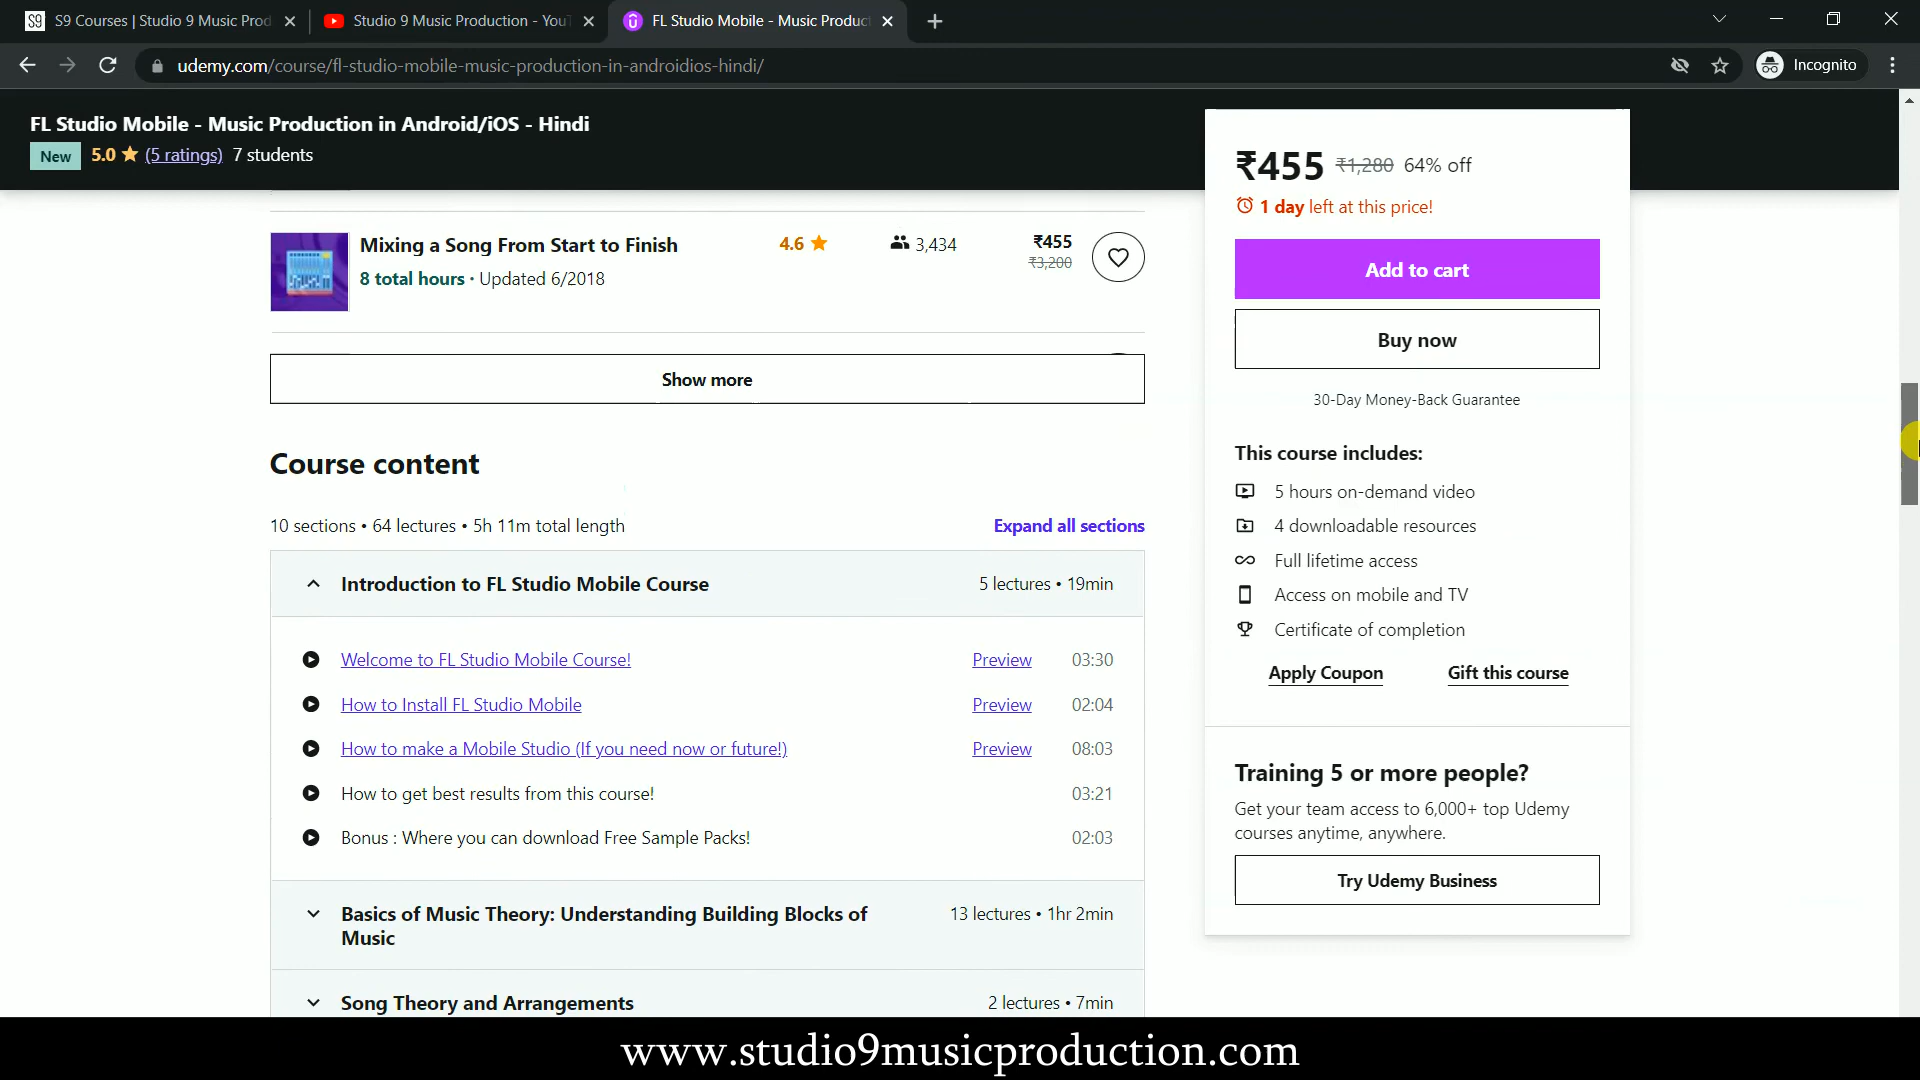 S9 Courses | Studio 9 Music Prod
Studio 9 Music Production - YouT
FL Studio Mobile - Music Product
udemy.com/course/fl-studio-mobile-music-production-in-androidios-hindi/
Incognito
FL Studio Mobile - Music Production in Android/iOS - Hindi
New 5.0 (5 ratings) 7 students
₹455 ₹1,280 64% off
1 day left at this price!
Add to cart
Buy now
30-Day Money-Back Guarantee
This course includes:
5 hours on-demand video
4 downloadable resources
Full lifetime access
Access on mobile and TV
Certificate of completion
Apply Coupon Gift this course
Training 5 or more people?
Get your team access to 6,000+ top Udemy
courses anytime, anywhere.
Try Udemy Business
Mixing a Song From Start to Finish 4.6 3,434 ₹455
₹3,200
8 total hours • Updated 6/2018
Show more
Course content
10 sections • 64 lectures • 5h 11m total length Expand all sections
Introduction to FL Studio Mobile Course 5 lectures • 19min
Welcome to FL Studio Mobile Course! Preview 03:30
How to Install FL Studio Mobile Preview 02:04
How to make a Mobile Studio (If you need now or future!) Preview 08:03
How to get best results from this course! 03:21
Bonus : Where you can download Free Sample Packs! 02:03
Basics of Music Theory: Understanding Building Blocks of 13 lectures • 1hr 2min
Music
Song Theory and Arrangements 2 lectures • 7min
www.studio9musicproduction.com